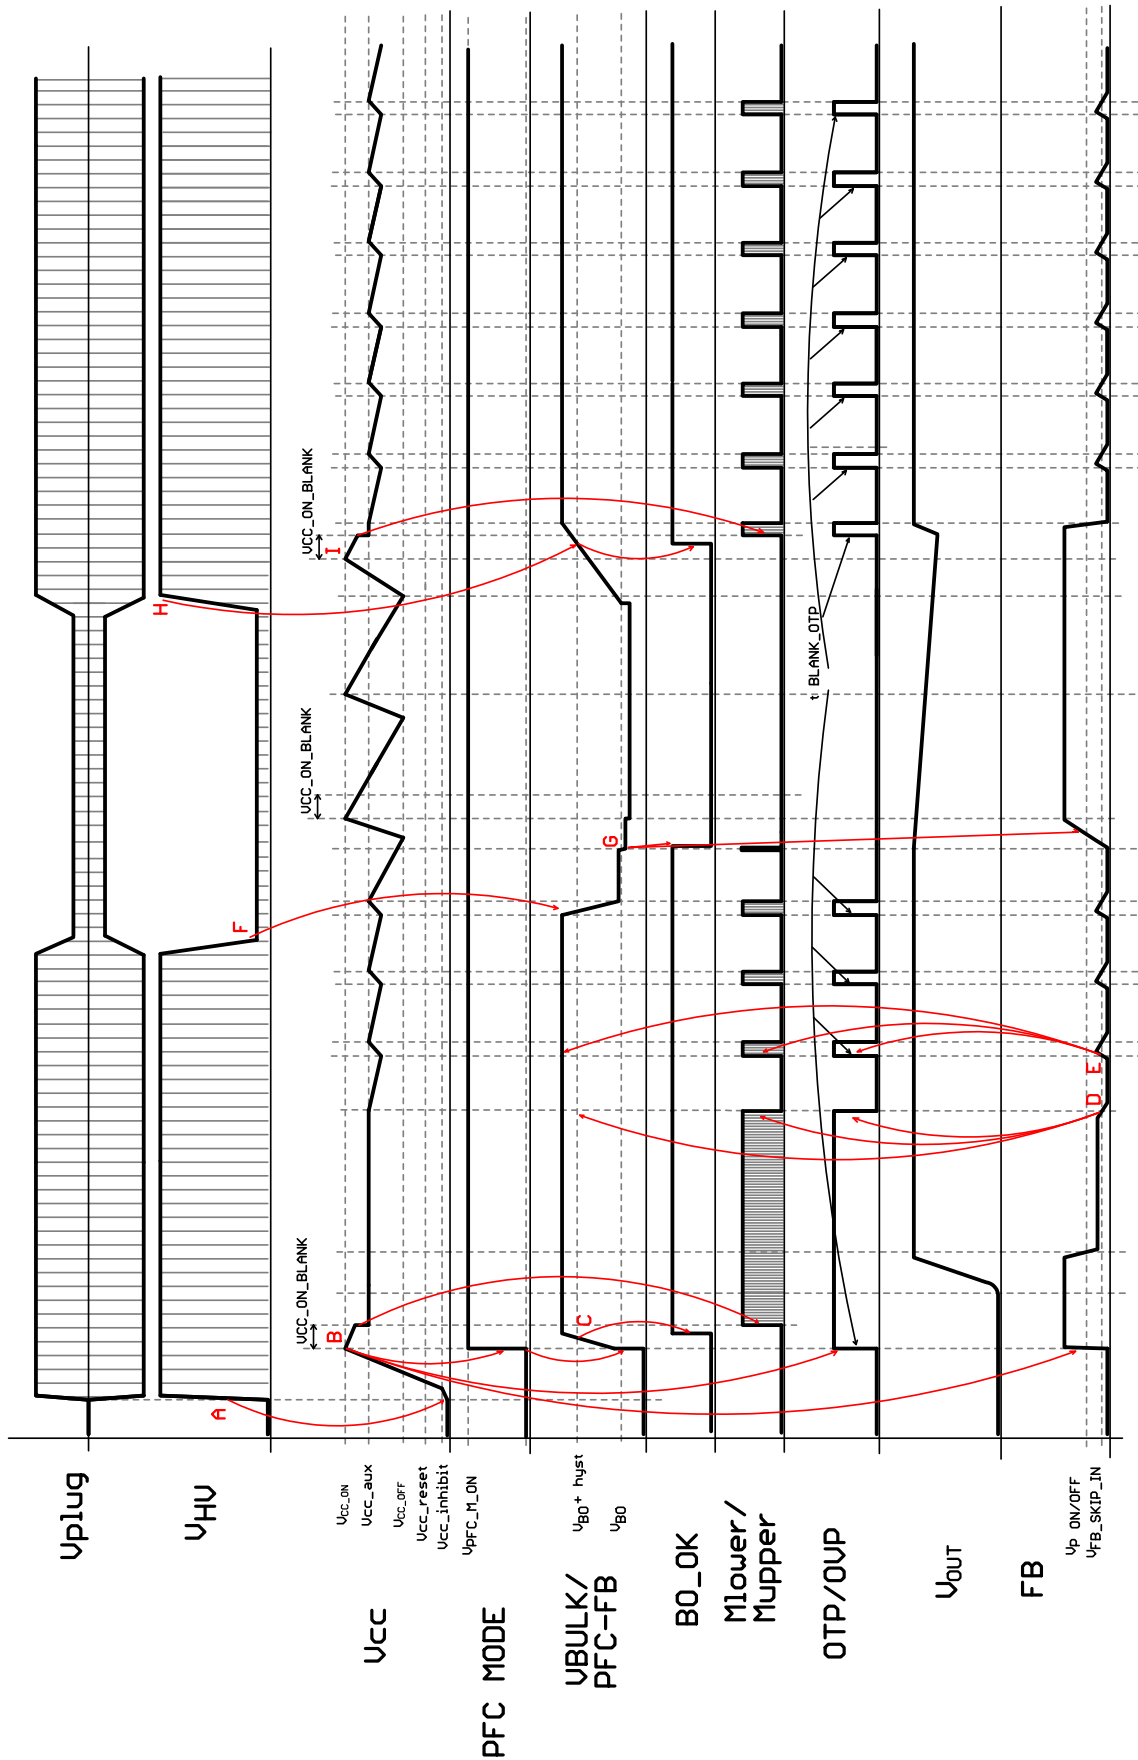 Vplug
VHV
A
H
F
VCC_ON
Vcc_aux
VCC_OFF
Vcc_reset
Vcc_inhibit
Vcc
VCC_ON_BLANK
VCC_ON_BLANK
VCC_ON_BLANK
B
I
VPFC_M_ON
PFC MODE
VBO+ hyst
VBO
VBULK/
PFC-FB
C
G
BO_OK
Mlower/
Mupper
OTP/OVP
t BLANK_OTP
VOUT
FB
VP ON/OFF
VFB_SKIP_IN
D
E